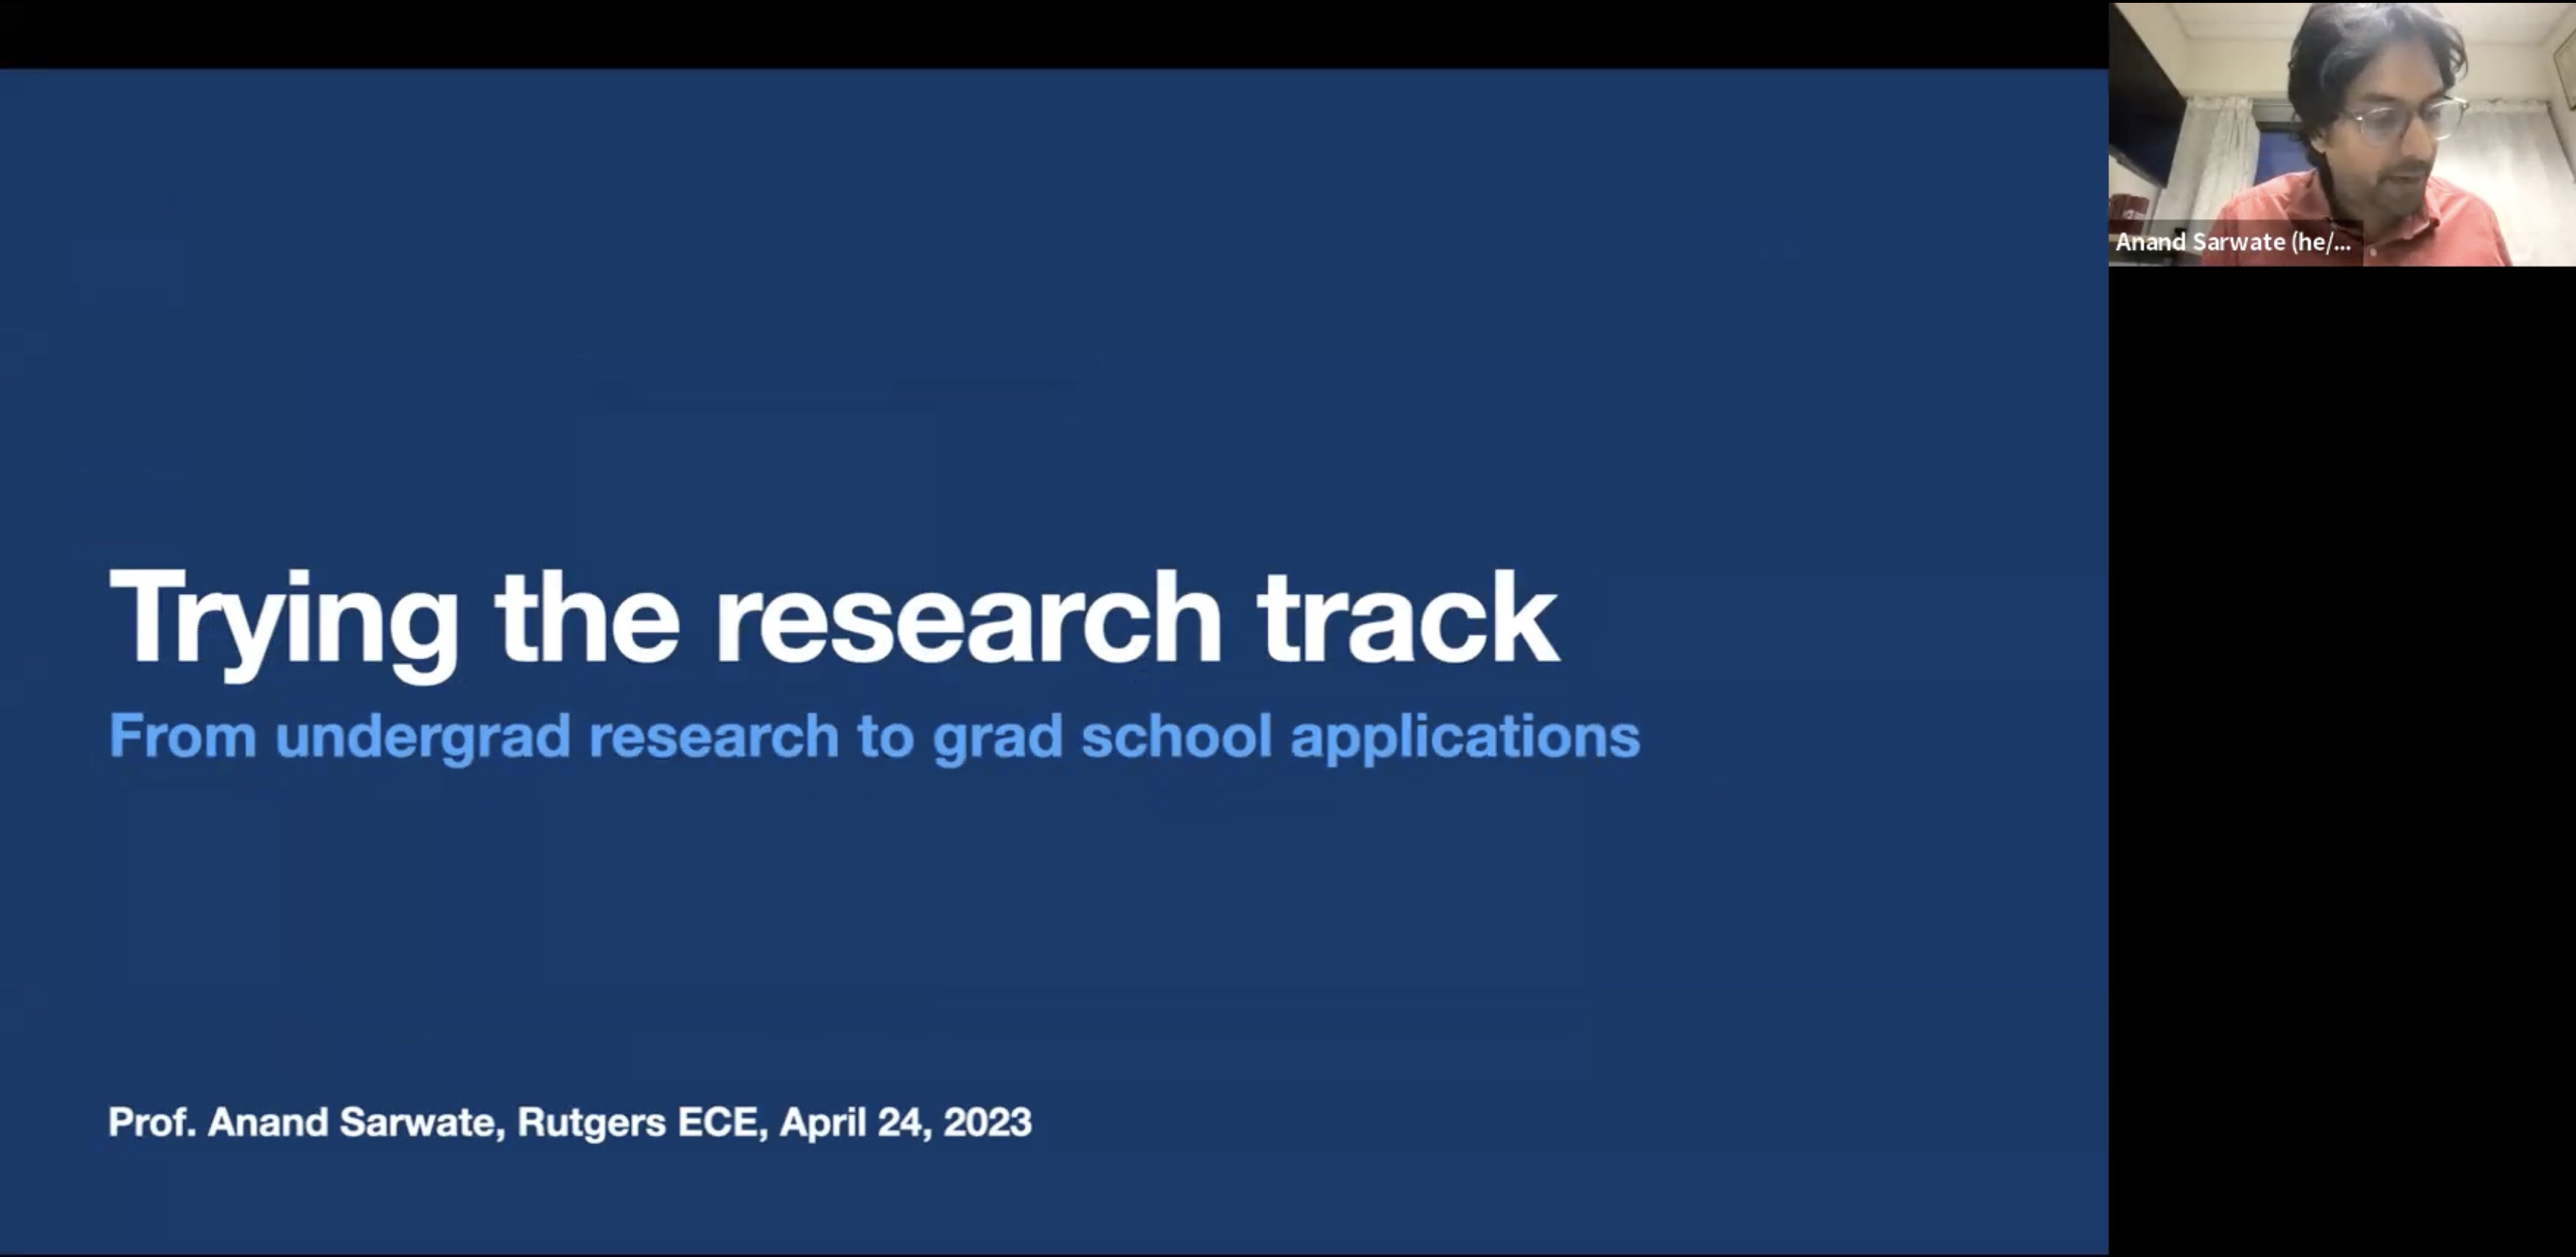 Trying the research track
From undergrad research to grad school applications
Prof. Anand Sarwate, Rutgers ECE, April 24, 2023
Anand Sarwate (he/...